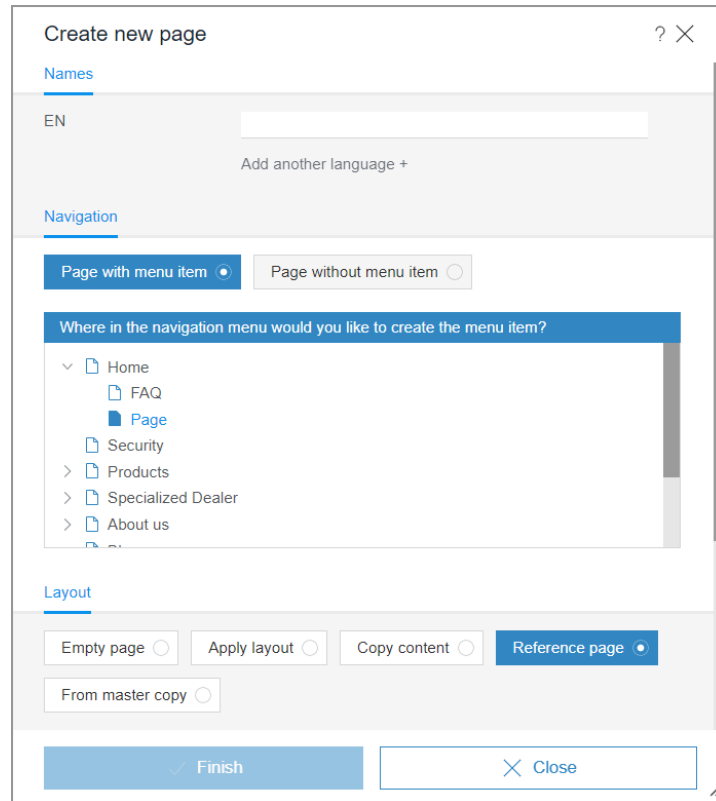 Create new page ?
Names
EN
Add another language +
Navigation
Page with menu item Page without menu item
Where in the navigation menu would you like to create the menu item?
Home
FAQ
Page
Security
Products
Specialized Dealer
About us
Layout
Empty page Apply layout Copy content Reference page
From master copy
Finish Close